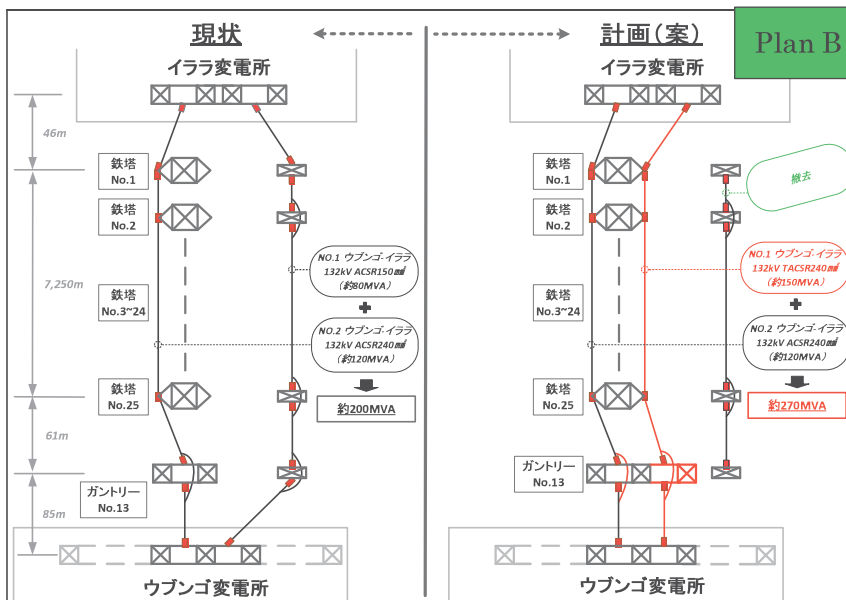 現状
計画(案)
Plan B
イララ変電所
46m
鉄塔
No.1
鉄塔
No.2
7,250m
鉄塔
No.3~24
NO.1 ウブンゴ-イララ
132kV ACSR150㎟
(約80MVA)
+
NO.2 ウブンゴ-イララ
132kV ACSR240㎟
(約120MVA)
約200MVA
鉄塔
No.25
61m
ガントリー
No.13
85m
ウブンゴ変電所
イララ変電所
鉄塔
No.1
撤去
鉄塔
No.2
鉄塔
No.3~24
NO.1 ウブンゴ-イララ
132kV TACSR240㎟
(約150MVA)
+
NO.2 ウブンゴ-イララ
132kV ACSR240㎟
(約120MVA)
約270MVA
鉄塔
No.25
ガントリー
No.13
ウブンゴ変電所